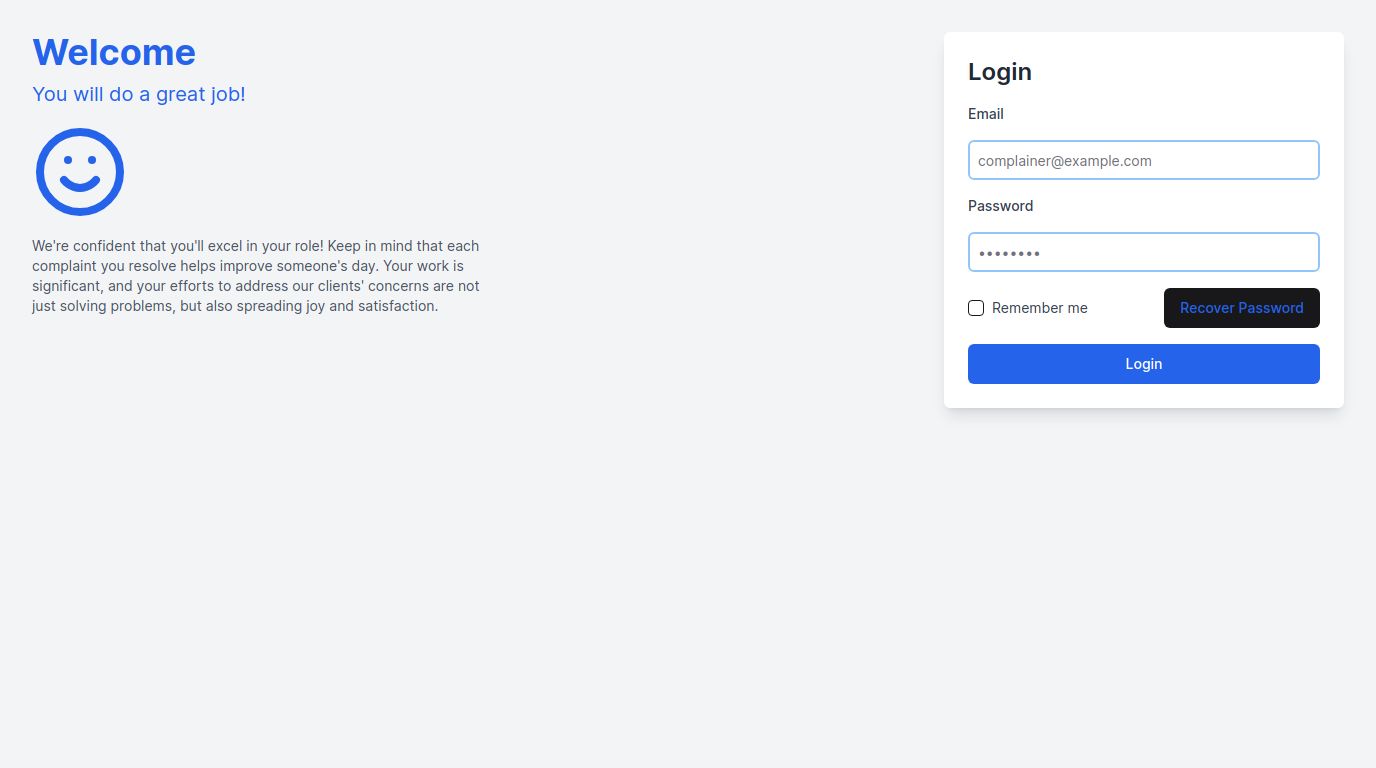 Welcome
You will do a great job!
We're confident that you'll excel in your role! Keep in mind that each
complaint you resolve helps improve someone's day. Your work is
significant, and your efforts to address our clients' concerns are not
just solving problems, but also spreading joy and satisfaction.
Login
Email
complainer@example.com
Password
••••••••
Remember me
Recover Password
Login